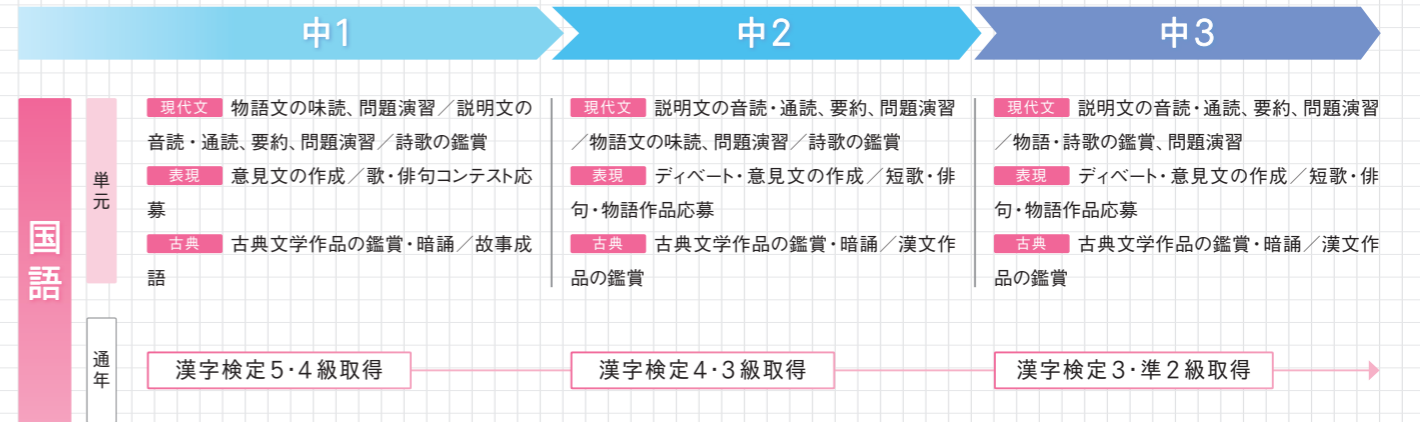 中1
中2
中3
国語
単元
現代文 物語文の味読、問題演習／説明文の
音読・通読、要約、問題演習／詩歌の鑑賞
表現 意見文の作成／歌・俳句コンテスト応
募
古典 古典文学作品の鑑賞・暗誦／故事成
語
現代文 説明文の音読・通読、要約、問題演習
／物語文の味読、問題演習／詩歌の鑑賞
表現 ディベート・意見文の作成／短歌・俳
句・物語作品応募
古典 古典文学作品の鑑賞・暗誦／漢文作
品の鑑賞
現代文 説明文の音読・通読、要約、問題演習
／物語・詩歌の鑑賞、問題演習
表現 ディベート・意見文の作成／短歌・俳
句・物語作品応募
古典 古典文学作品の鑑賞・暗誦／漢文作
品の鑑賞
通年
漢字検定5・4級取得
漢字検定4・3級取得
漢字検定3・準2級取得